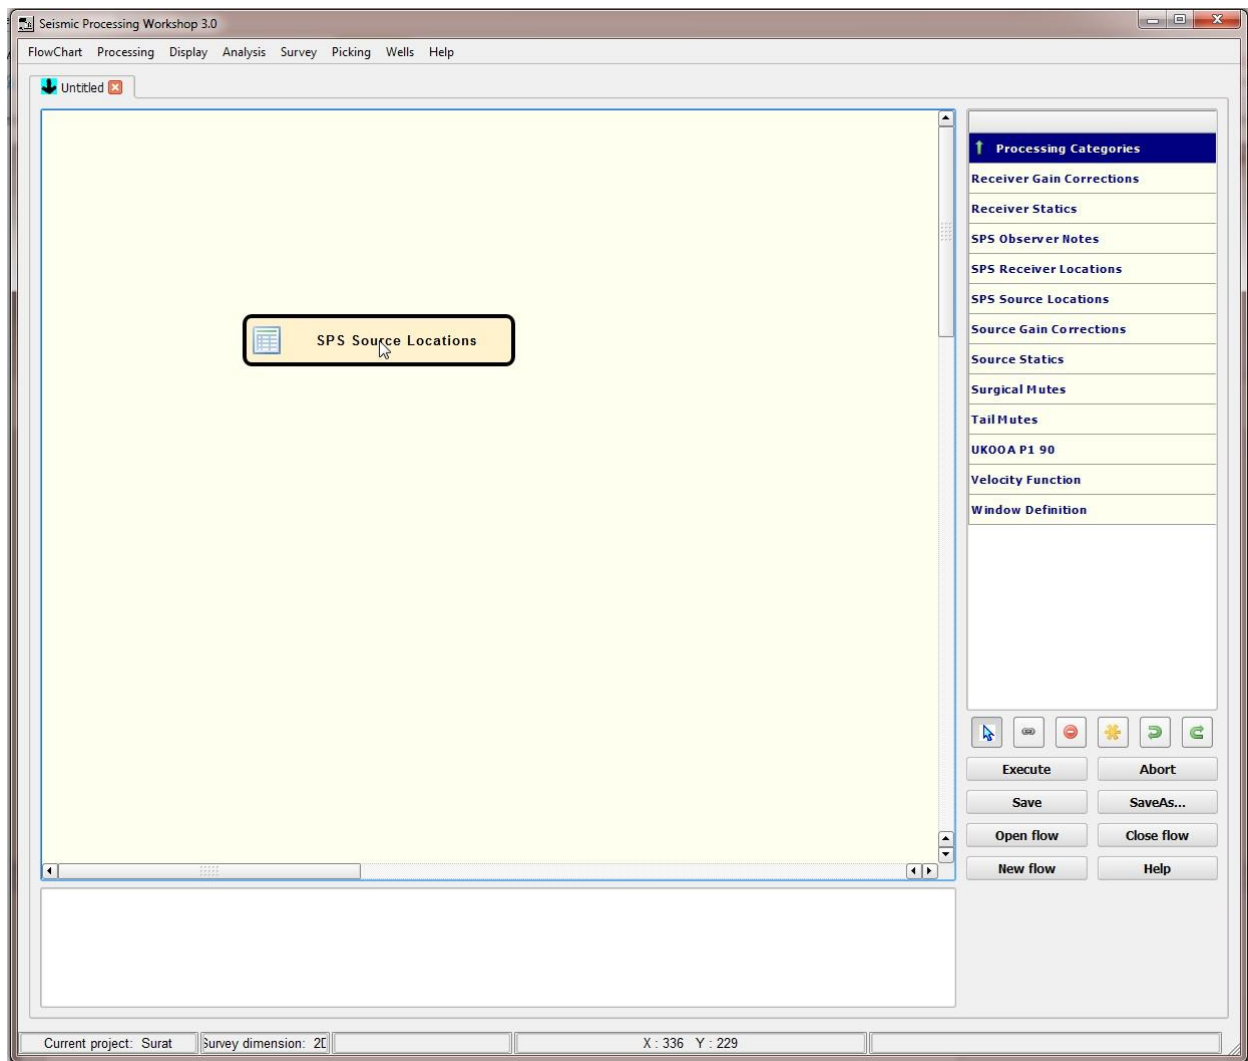 Seismic Processing Workshop 3.0
FlowChart Processing Display Analysis Survey Picking Wells Help
Untitled
SPS Source Locations
Processing Categories
Receiver Gain Corrections
Receiver Statics
SPS Observer Notes
SPS Receiver Locations
SPS Source Locations
Source Gain Corrections
Source Statics
Surgical Mutes
Tail Mutes
UKOOA P1 90
Velocity Function
Window Definition
Execute Abort
Save SaveAs...
Open flow Close flow
New flow Help
Current project: Surat Survey dimension: 2D X : 336 Y : 229